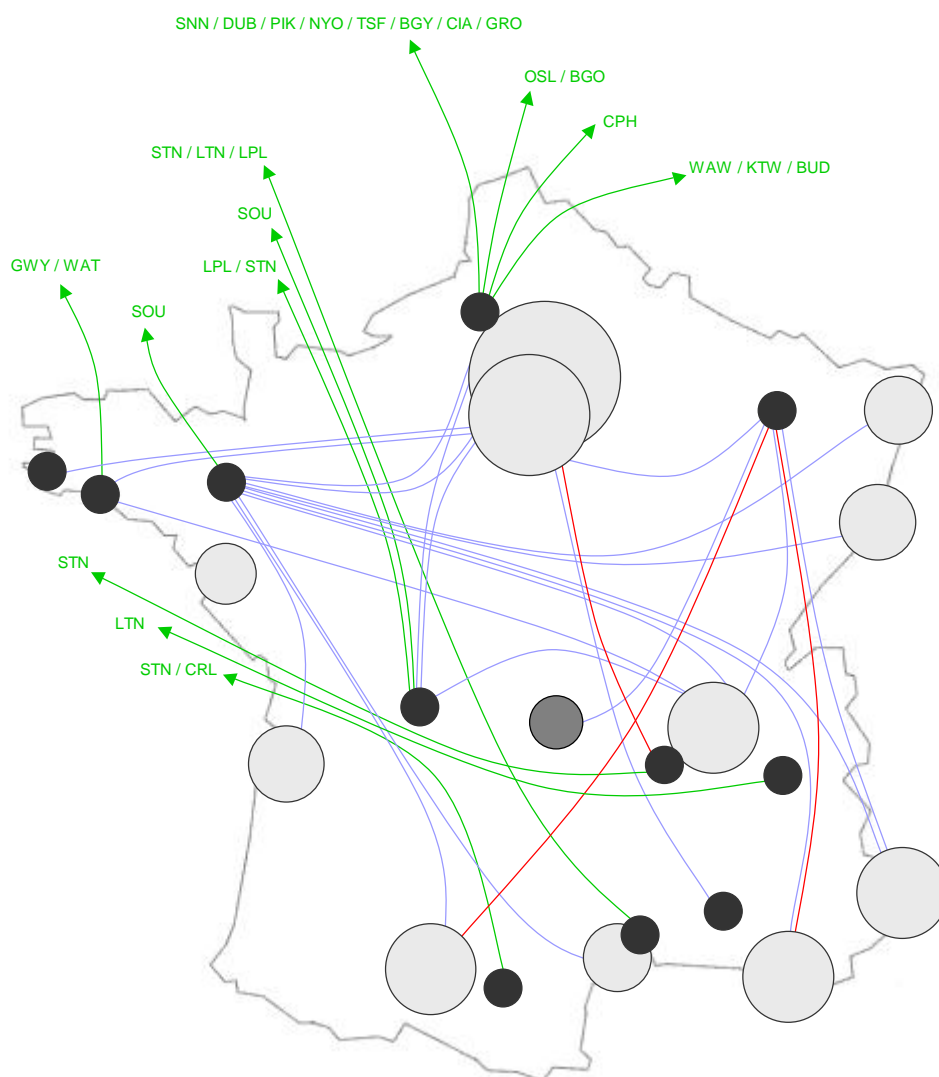 SNN / DUB / PIK / NYO / TSF / BGY / CIA / GRO
OSL / BGO
CPH
STN / LTN / LPL
WAW / KTW / BUD
SOU
GWY / WAT
LPL / STN
SOU
STN
LTN
STN / CRL